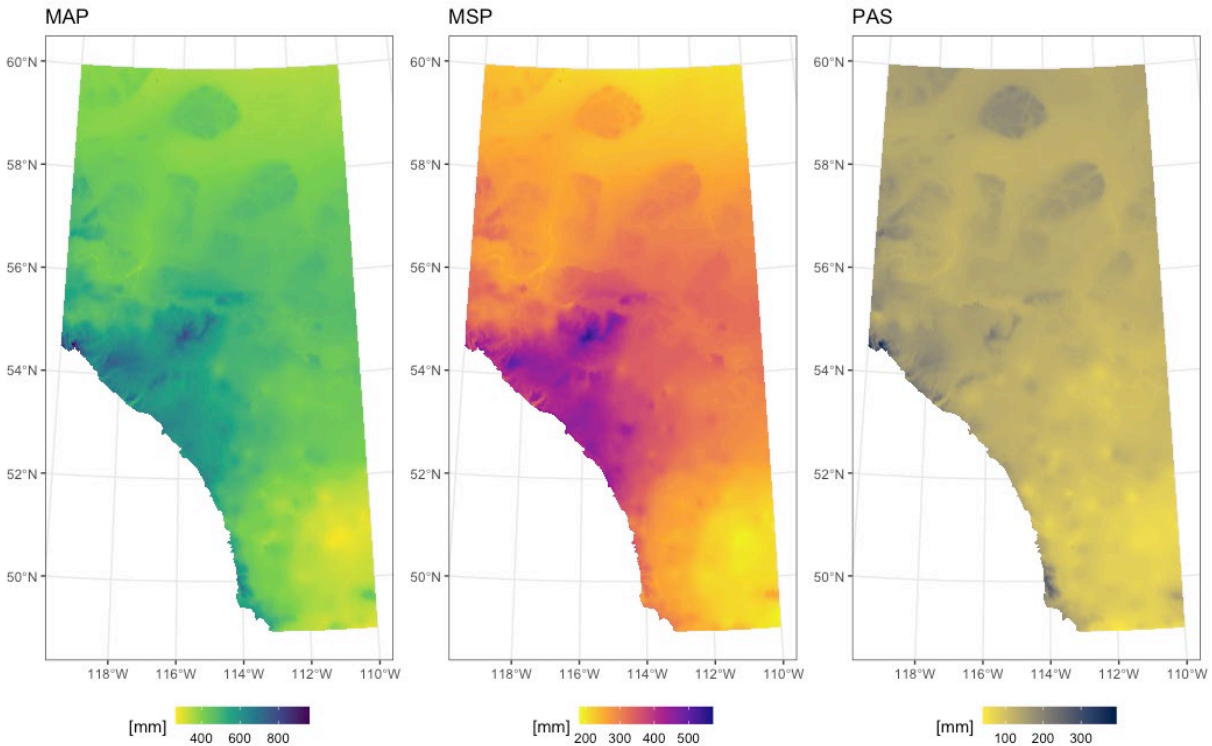 MAP MSP PAS
60°N 60°N 60°N
58°N 58°N 58°N
56°N 56°N 56°N
54°N 54°N 54°N
52°N 52°N 52°N
50°N 50°N 50°N
118°W 116°W 114°W 112°W 110°W 118°W 116°W 114°W 112°W 110°W 118°W 116°W 114°W 112°W 110°W
[mm] 400 600 800 [mm] 200 300 400 500 [mm] 100 200 300